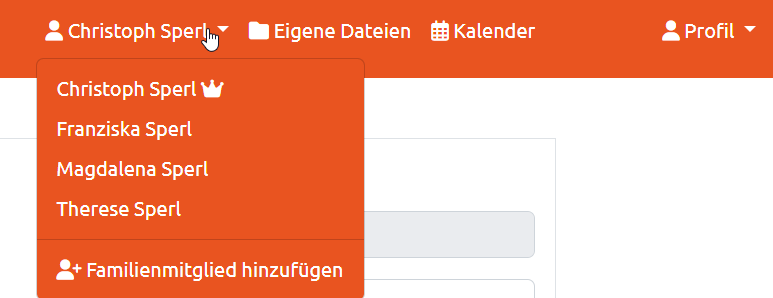 Christoph Sperl Eigene Dateien Kalender Profil
Christoph Sperl
Franziska Sperl
Magdalena Sperl
Therese Sperl
Familienmitglied hinzufügen